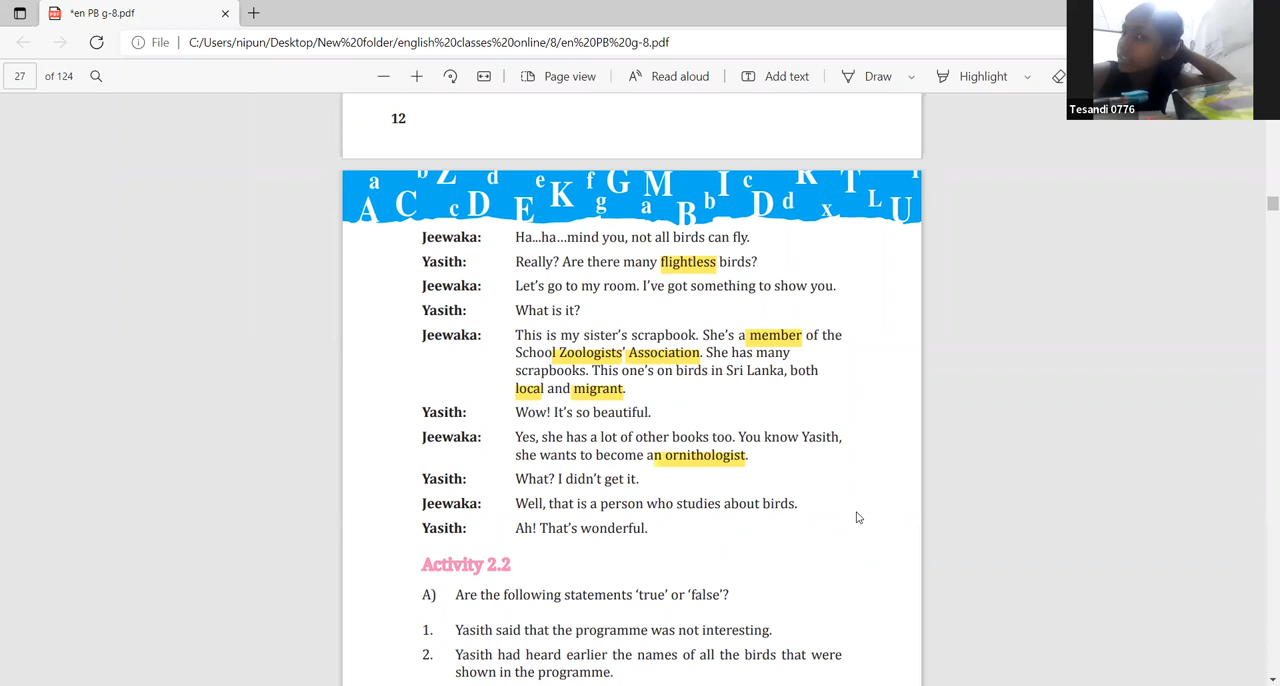 *en PB g-8.pdf
File | C:/Users/nipun/Desktop/New%20folder/english%20classes%20online/8/en%20PB%20g-8.pdf
27 of 124 Page view Read aloud Add text Draw Highlight
Tesandi 0776
12
a b Z d e K f G M I c R T
A C c D E g a B b D d x L U
Jeewaka: Ha...ha...mind you, not all birds can fly.
Yasith: Really? Are there many flightless birds?
Jeewaka: Let's go to my room. I've got something to show you.
Yasith: What is it?
Jeewaka: This is my sister's scrapbook. She's a member of the
School Zoologists' Association. She has many
scrapbooks. This one's on birds in Sri Lanka, both
local and migrant.
Yasith: Wow! It's so beautiful.
Jeewaka: Yes, she has a lot of other books too. You know Yasith,
she wants to become an ornithologist.
Yasith: What? I didn't get it.
Jeewaka: Well, that is a person who studies about birds.
Yasith: Ah! That's wonderful.
Activity 2.2
A) Are the following statements 'true' or 'false'?
1. Yasith said that the programme was not interesting.
2. Yasith had heard earlier the names of all the birds that were
shown in the programme.